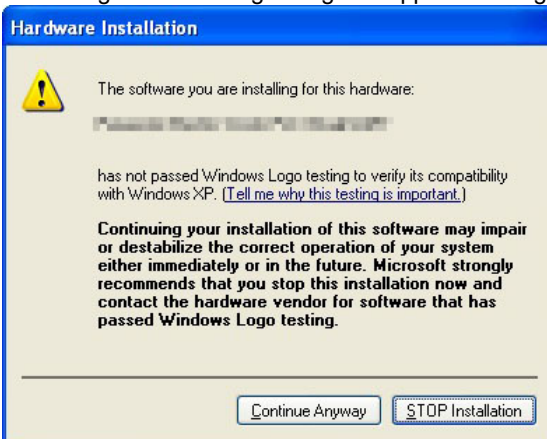 Hardware Installation
The software you are installing for this hardware:
has not passed Windows Logo testing to verify its compatibility
with Windows XP. (Tell me why this testing is important.)
Continuing your installation of this software may impair
or destabilize the correct operation of your system
either immediately or in the future. Microsoft strongly
recommends that you stop this installation now and
contact the hardware vendor for software that has
passed Windows Logo testing.
Continue Anyway
STOP Installation